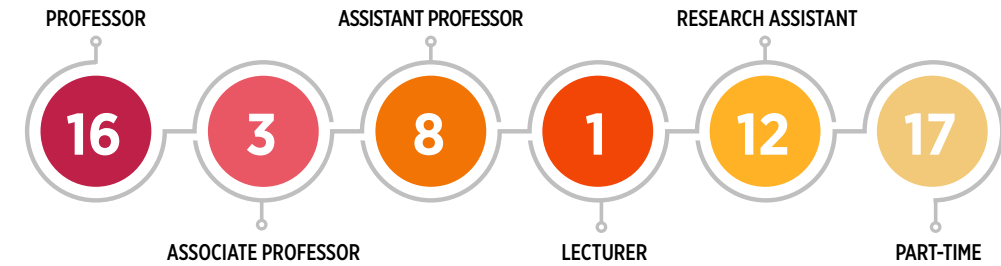 PROFESSOR
ASSISTANT PROFESSOR
RESEARCH ASSISTANT
16
3
8
1
12
17
ASSOCIATE PROFESSOR
LECTURER
PART-TIME